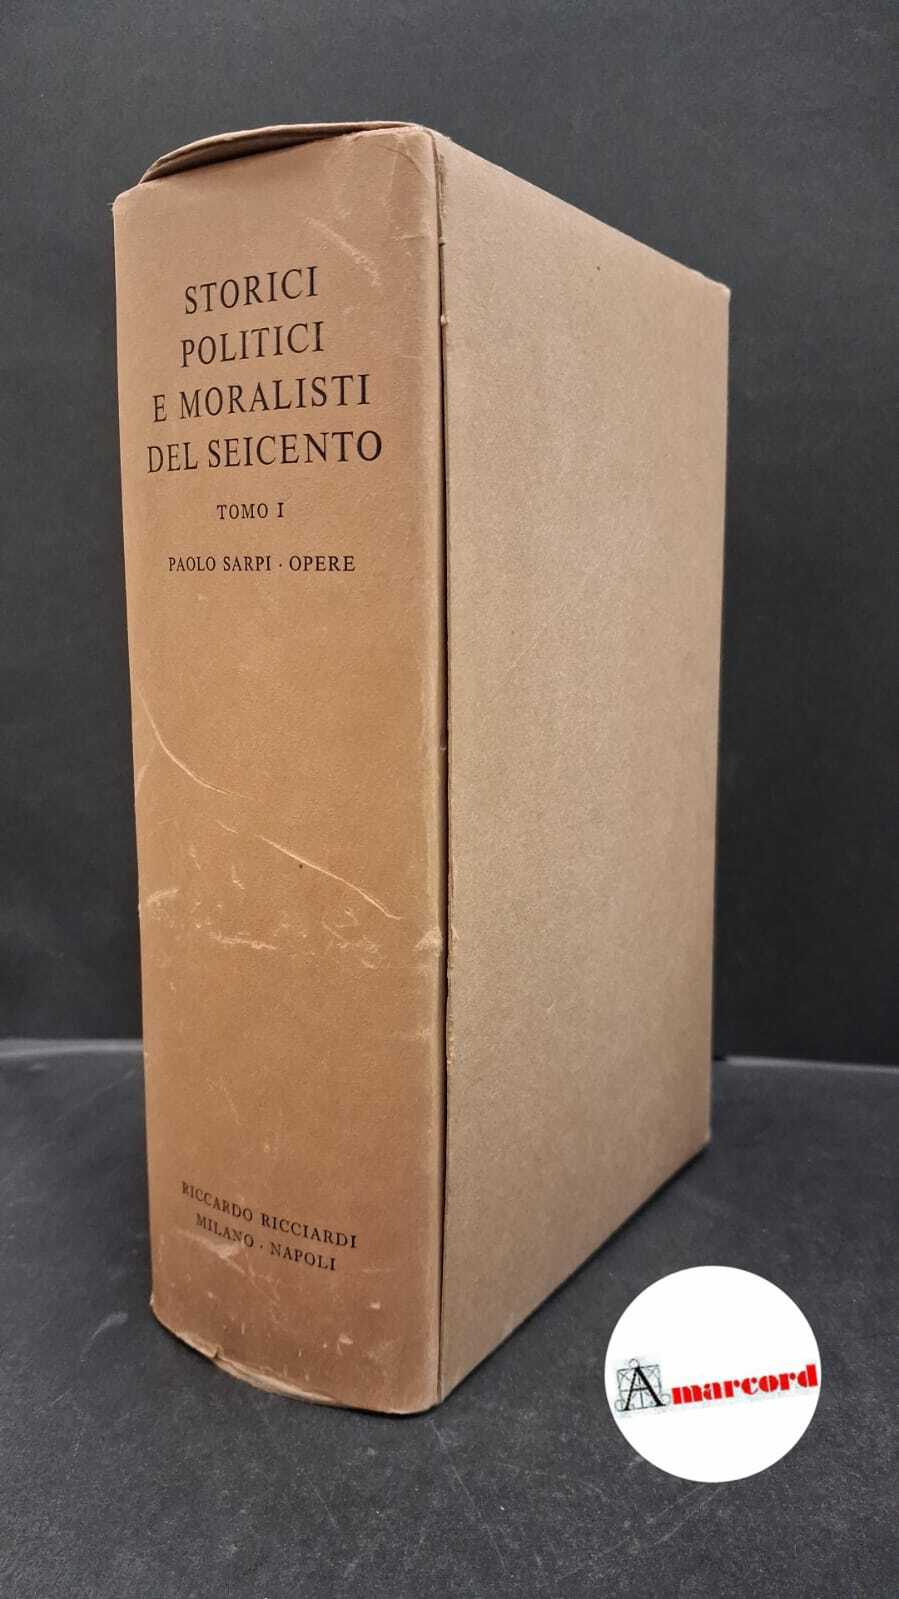 STORICI
POLITICI
E MORALISTI
DEL SEICENTO
TOMO I
PAOLO SARPI · OPERE
RICCARDO RICCIARDI
MILANO · NAPOLI
Amarcord